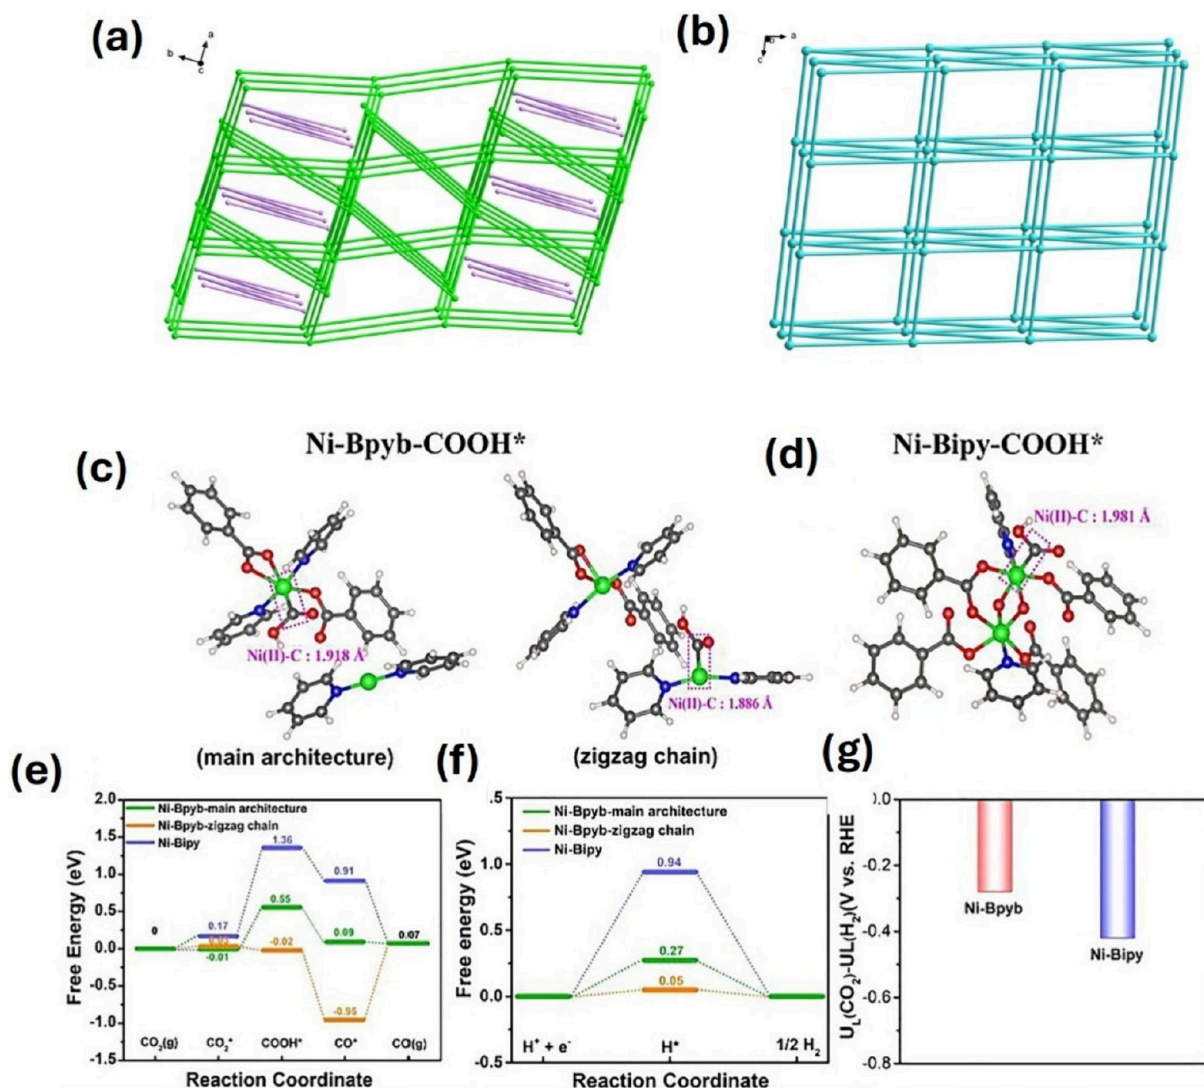 (a)
a
b
c
(b)
b
a
c
(c)
Ni-Bpyb-COOH*
(d)
Ni-Bipy-COOH*
Ni(II)-C : 1.918 Å
Ni(II)-C : 1.886 Å
Ni(II)-C : 1.981 Å
(main architecture)
(zigzag chain)
(e)
Free Energy (eV)
2.0
1.5
1.0
0.5
0.0
-0.5
-1.0
-1.5
Ni-Bpyb-main architecture
Ni-Bpyb-zigzag chain
Ni-Bipy
0
0.17
0.03
-0.01
1.36
0.55
-0.02
0.91
0.09
-0.95
0.07
CO₂(g)
CO₂*
COOH*
CO*
CO(g)
Reaction Coordinate
(f)
Free energy (eV)
.5
1.0
0.5
0.0
-0.5
Ni-Bpyb-main architecture
Ni-Bpyb-zigzag chain
Ni-Bipy
0.94
0.27
0.05
H⁺ + e⁻
H*
1/2 H₂
Reaction Coordinate
(g)
U_L(CO₂)-UL(H₂)(V vs. RHE)
-0.2
-0.4
-0.6
-0.8
Ni-Bpyb
Ni-Bipy